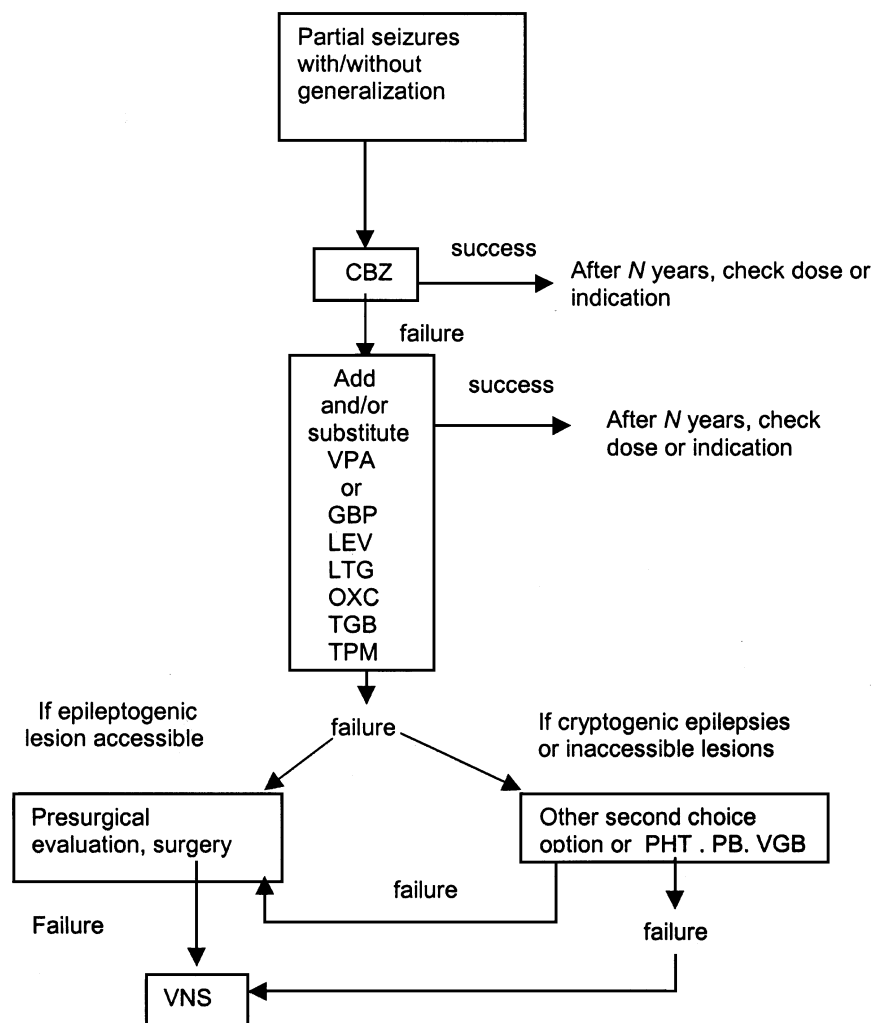 Partial seizures
with/without
generalization
CBZ
success
After N years, check dose or
indication
failure
Add
and/or
substitute
VPA
or
GBP
LEV
LTG
OXC
TGB
TPM
success
After N years, check
dose or indication
failure
If epileptogenic
lesion accessible
If cryptogenic epilepsies
or inaccessible lesions
Presurgical
evaluation, surgery
Other second choice
option or PHT . PB. VGB
failure
Failure
failure
VNS